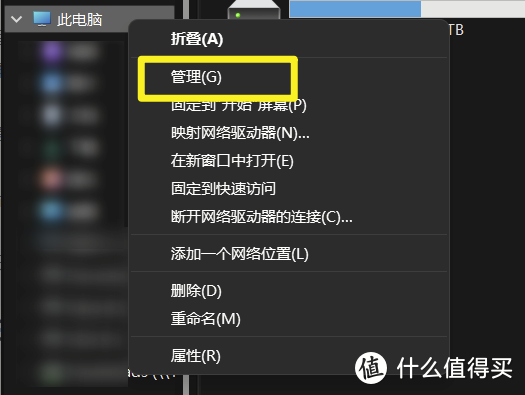 此电脑
TB
折叠(A)
管理(G)
固定到"开始"屏幕(P)
映射网络驱动器(N)...
在新窗口中打开(E)
固定到快速访问
断开网络驱动器的连接(C)...
添加一个网络位置(L)
删除(D)
重命名(M)
属性(R)
值 什么值得买